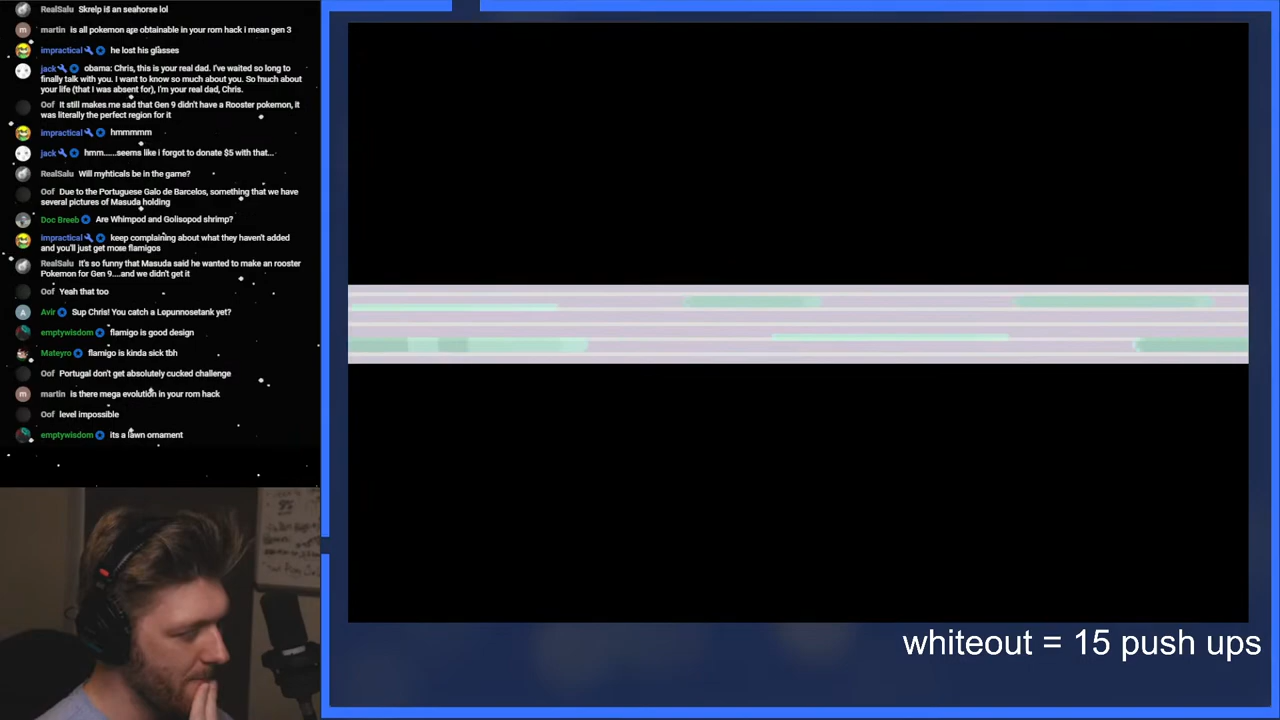 RealSalu Skrelp is an seahorse lol
martin Is all pokemon are obtainable in your rom hack i mean gen 3
impractical he lost his glasses
jack obama: Chris, this is your real dad. I've waited so long to
finally talk with you. I want to know so much about you. So much about
your life (that I was absent for), I'm your real dad, Chris.
Oof It still makes me sad that Gen 9 didn't have a Rooster pokemon, it
was literally the perfect region for it
impractical hmmmmm
jack hmm......seems like i forgot to donate $5 with that...
RealSalu Will myhticals be in the game?
Oof Due to the Portuguese Galo de Barcelos, something that we have
several pictures of Masuda holding
Doc Breeb Are Whimpod and Golisopod shrimp?
impractical keep complaining about what they haven't added
and you'll just get more flamigos
RealSalu It's so funny that Masuda said he wanted to make an rooster
Pokemon for Gen 9....and we didn't get it
Oof Yeah that too
Avir Sup Chris! You catch a Lopunnosetank yet?
emptywisdom flamigo is good design
Mateyro flamigo is kinda sick tbh
Oof Portugal don't get absolutely cucked challenge
martin is there mega evolution in your rom hack
Oof level impossible
emptywisdom its a lawn ornament
whiteout = 15 push ups